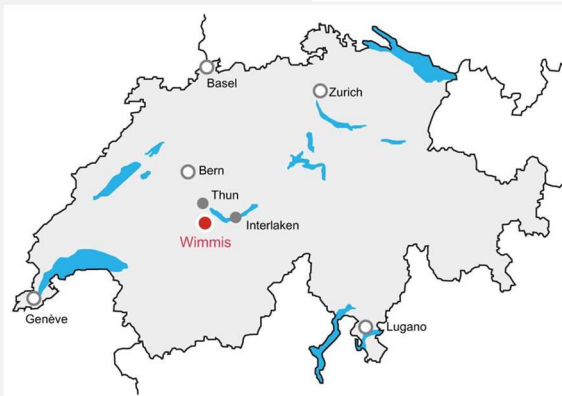 Basel
Zurich
Bern
Thun
Interlaken
Wimmis
Genève
Lugano